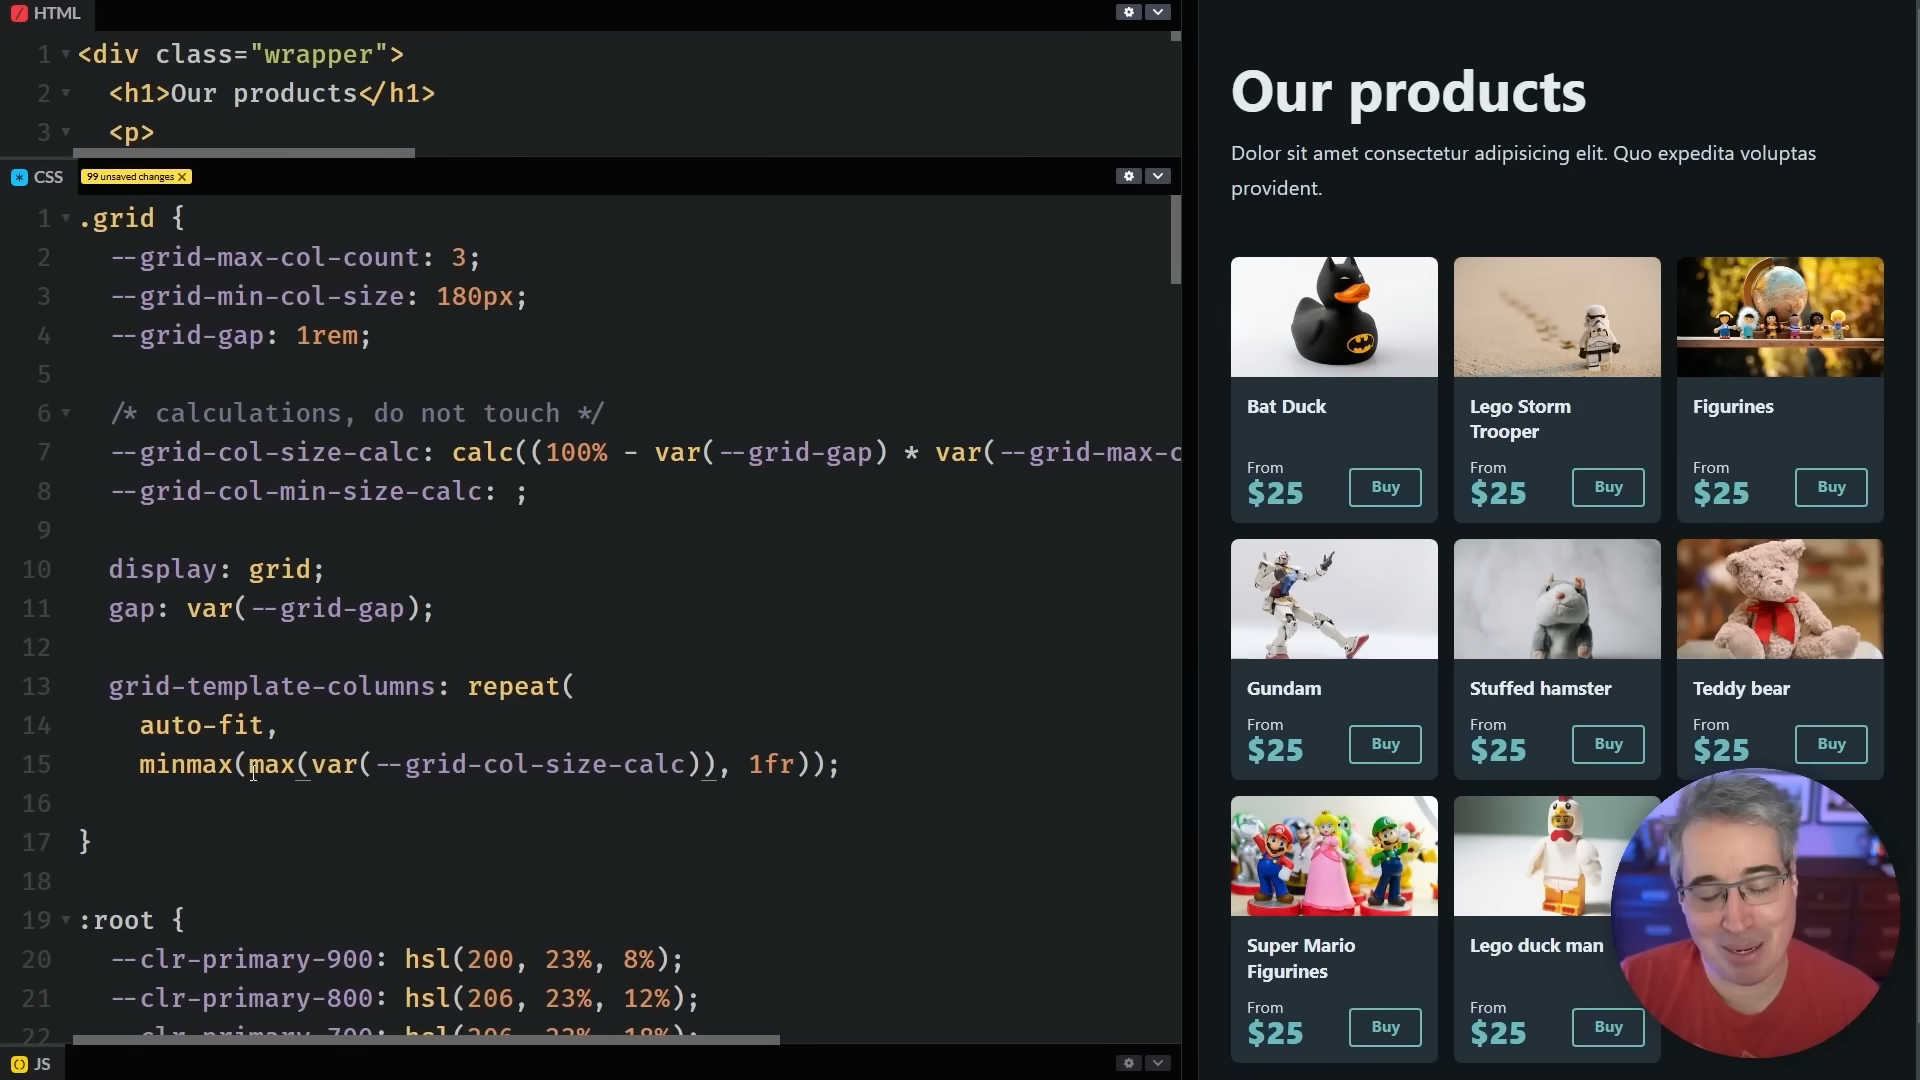 HTML
1 <div class="wrapper">
2 <h1>Our products</h1>
3 <p>
CSS 99 unsaved changes X
1 .grid {
2 --grid-max-col-count: 3;
3 --grid-min-col-size: 180px;
4 --grid-gap: 1rem;
5
6 /* calculations, do not touch */
7 --grid-col-size-calc: calc((100% - var(--grid-gap) * var(--grid-max-c
8 --grid-col-min-size-calc: ;
9
10 display: grid;
11 gap: var(--grid-gap);
12
13 grid-template-columns: repeat(
14 auto-fit,
15 minmax(max(var(--grid-col-size-calc)), 1fr));
16
17 }
18
19 :root {
20 --clr-primary-900: hsl(200, 23%, 8%);
21 --clr-primary-800: hsl(206, 23%, 12%);
22 --clr-primary-700: hsl(206, 23%, 18%);
JS
Our products
Dolor sit amet consectetur adipisicing elit. Quo expedita voluptas
provident.
Bat Duck
From
$25
Buy
Lego Storm
Trooper
From
$25
Buy
Figurines
From
$25
Buy
Gundam
From
$25
Buy
Stuffed hamster
From
$25
Buy
Teddy bear
From
$25
Buy
Super Mario
Figurines
From
$25
Buy
Lego duck man
From
$25
Buy